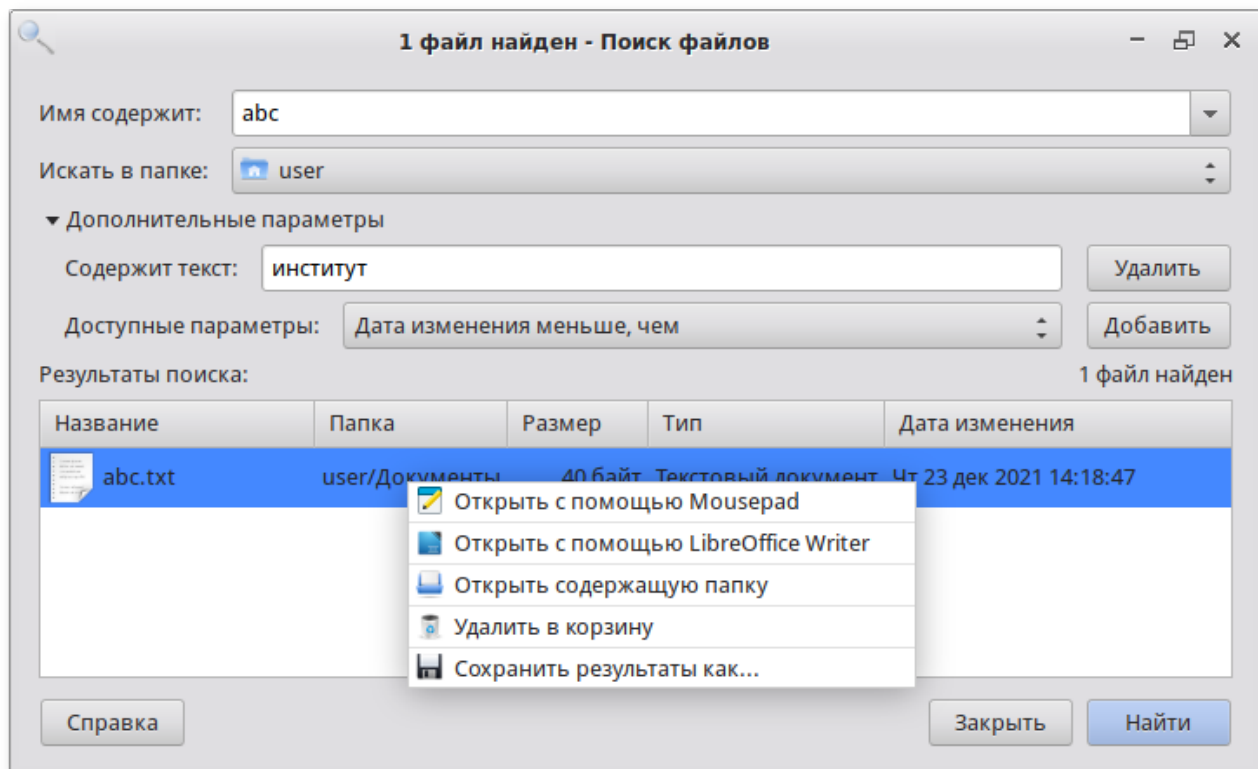 1 файл найден - Поиск файлов
Имя содержит: abc
Искать в папке: user
Дополнительные параметры
Содержит текст: институт Удалить
Доступные параметры: Дата изменения меньше, чем Добавить
Результаты поиска: 1 файл найден
Название Папка Размер Тип Дата изменения
abc.txt user/Документы 40 байт Текстовый документ Чт 23 дек 2021 14:18:47
Открыть с помощью Mousepad
Открыть с помощью LibreOffice Writer
Открыть содержащую папку
Удалить в корзину
Сохранить результаты как...
Справка Закрыть Найти